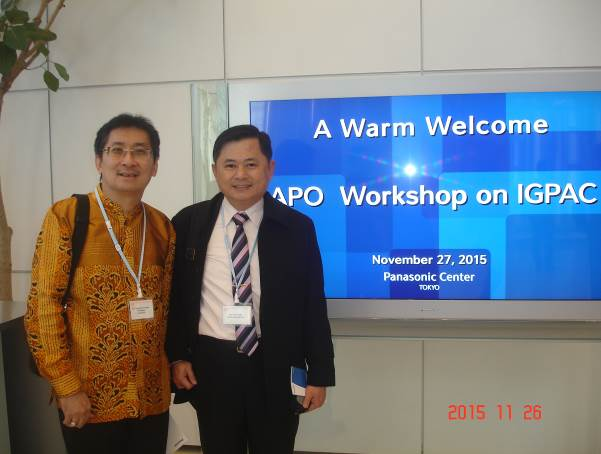 A Warm Welcome
APO Workshop on IGPAC
November 27, 2015
Panasonic Center
TOKYO
2015 11 26